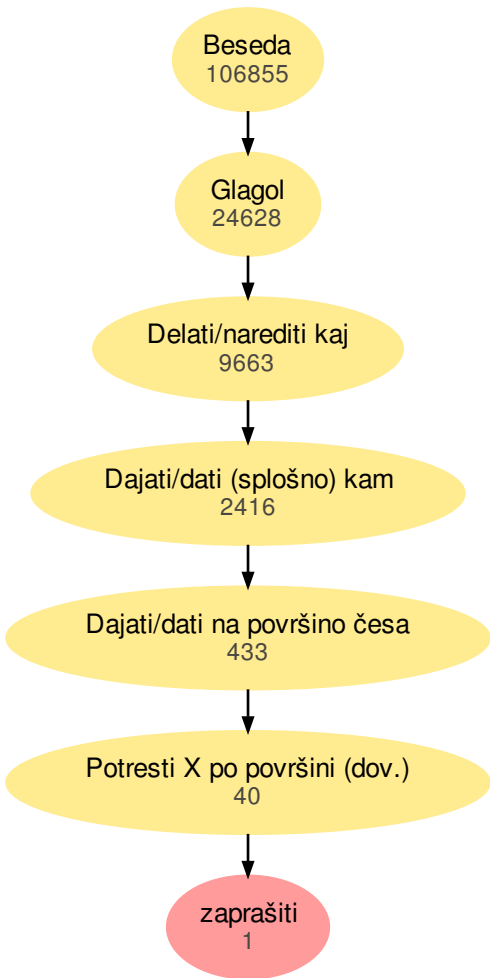 Beseda
106855
Glagol
24628
Delati/narediti kaj
9663
Dajati/dati (splošno) kam
2416
Dajati/dati na površino česa
433
Potresti X po površini (dov.)
40
zaprašiti
1